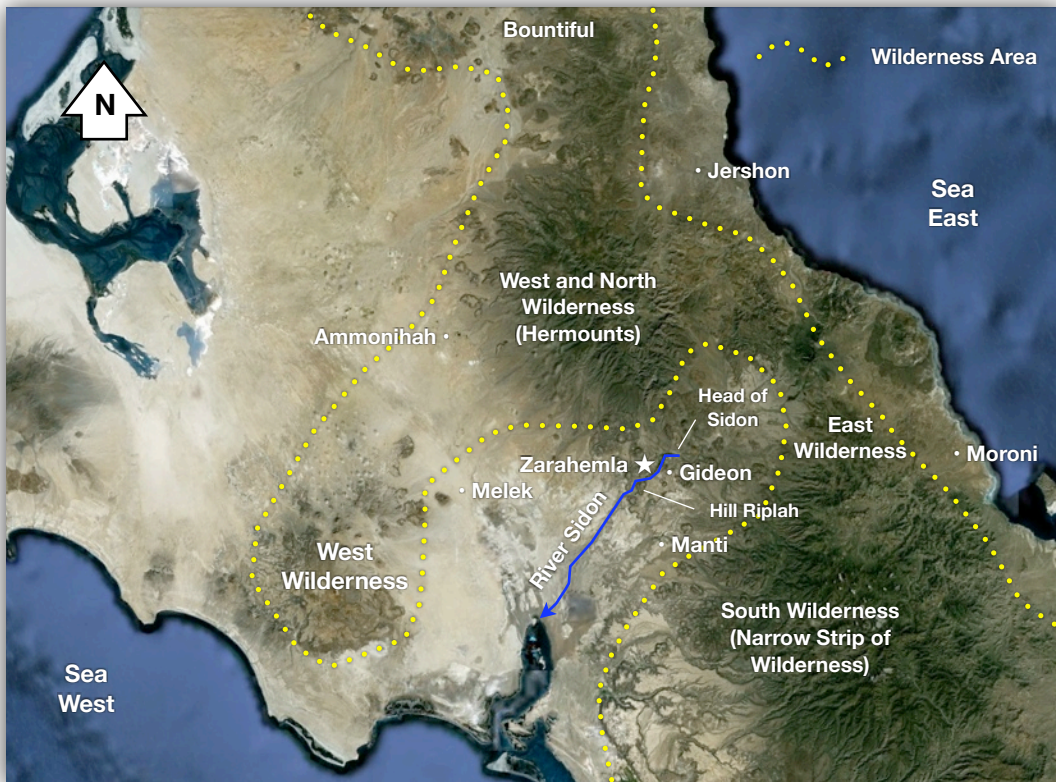 Bountiful
Wilderness Area
N
Jershon
Sea
East
West and North
Wilderness
(Hermounts)
Ammonihah
Head of
Sidon
East
Wilderness
Moroni
Zarahemla
Gideon
Melek
Hill Riplah
River Sidon
Manti
West
Wilderness
South Wilderness
(Narrow Strip of
Wilderness)
Sea
West